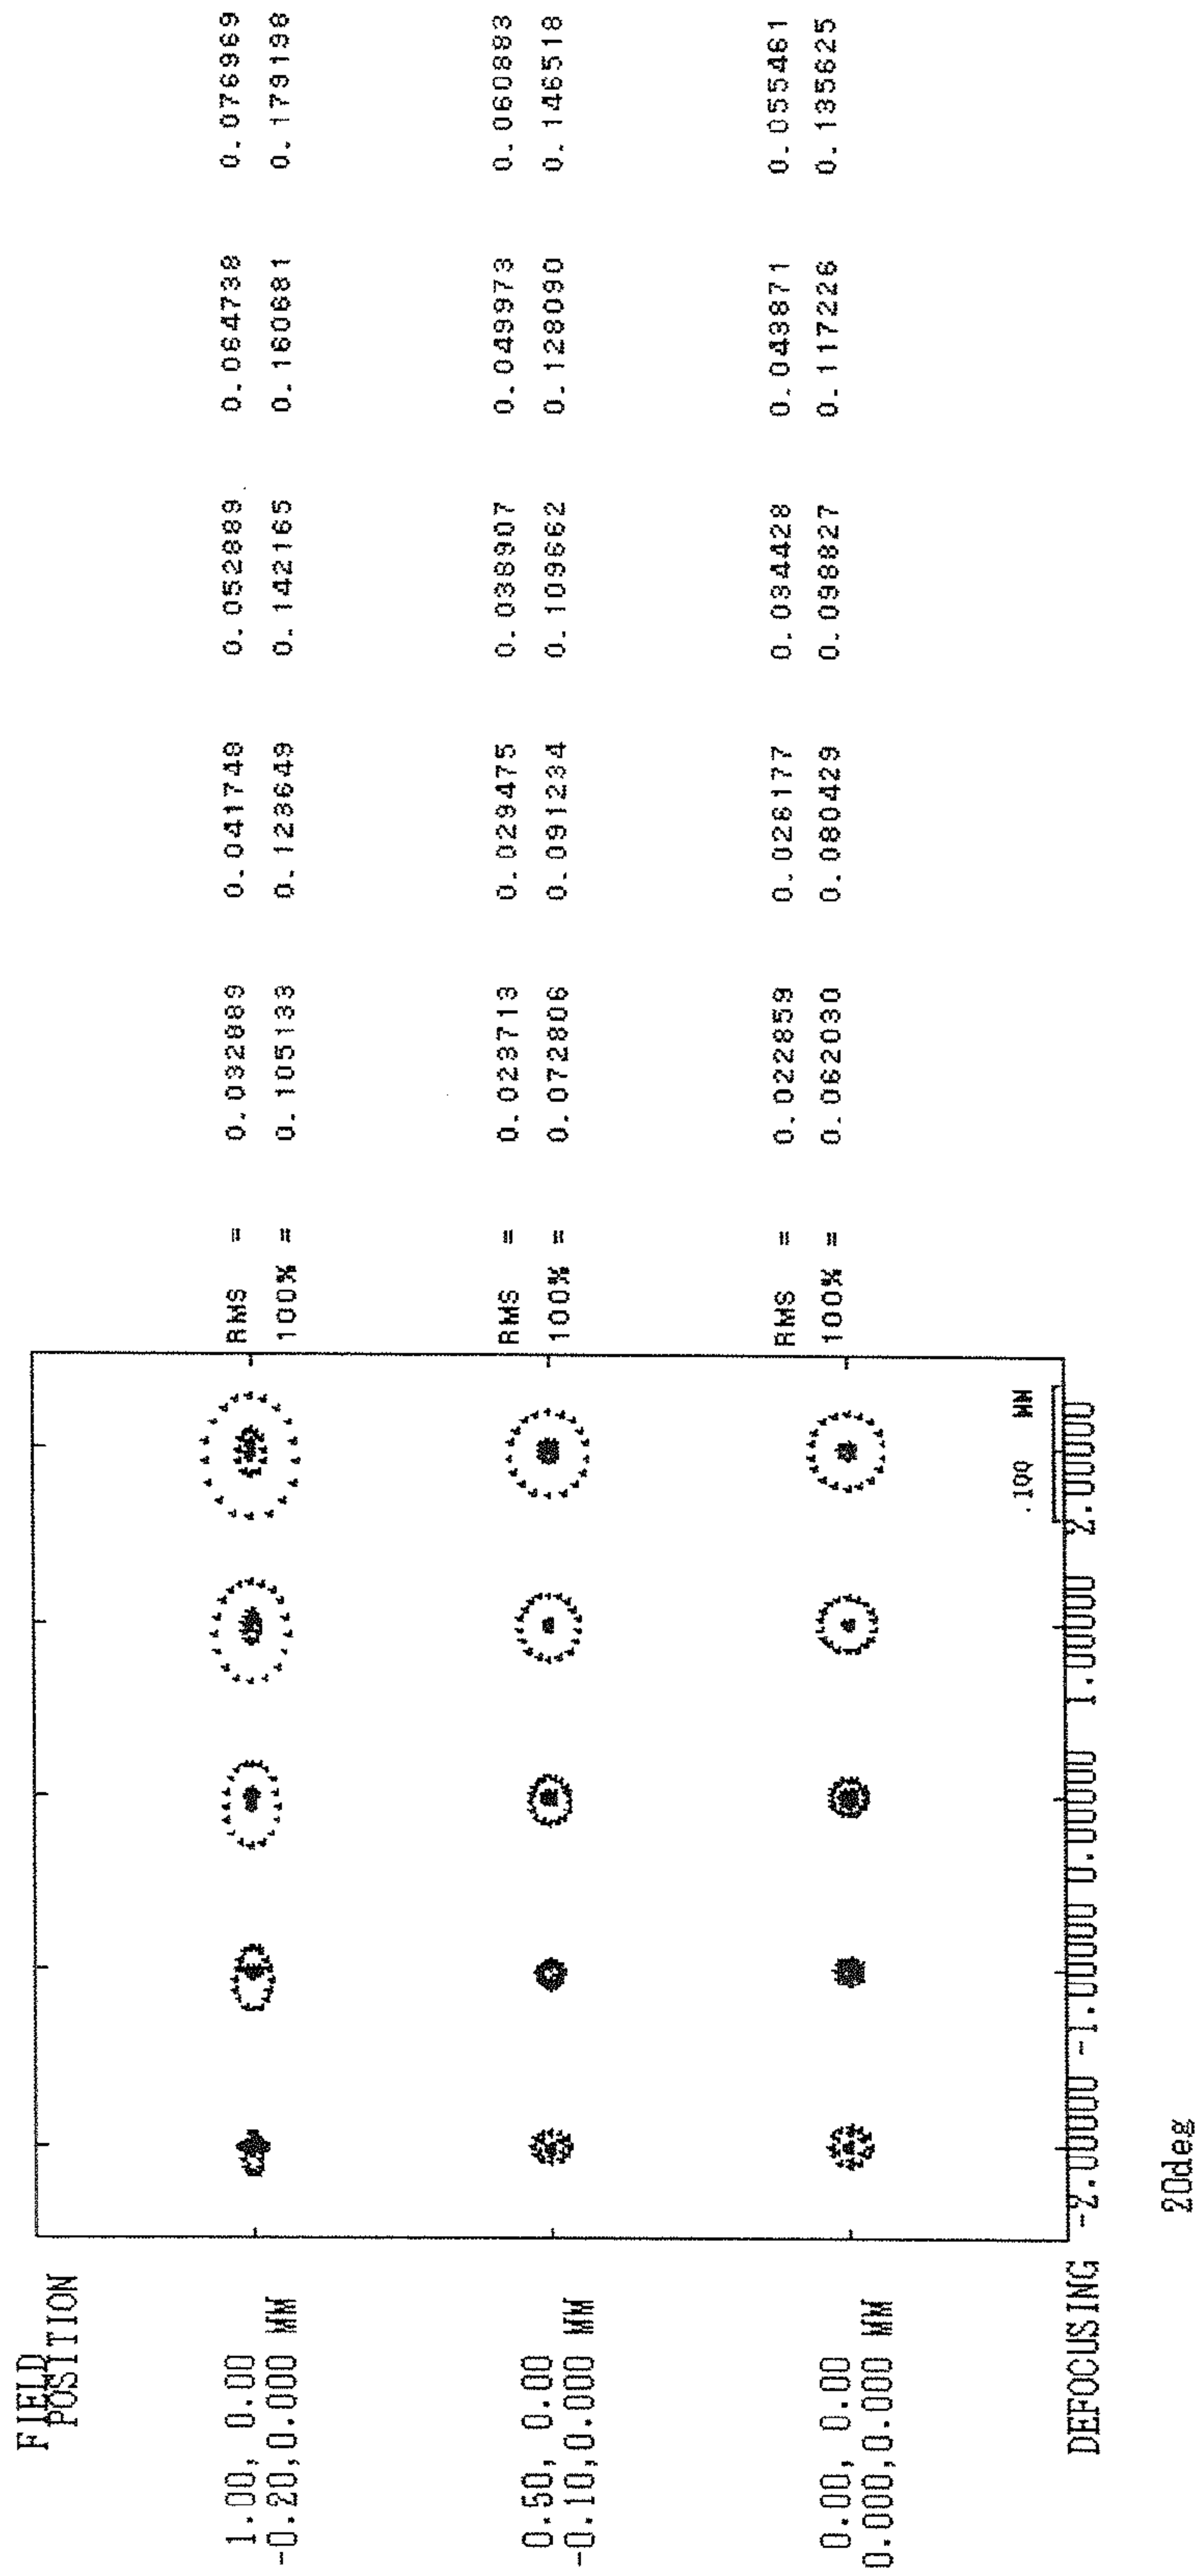 FIELD
POSITION
1.00, 0.00
-0.20,0.000 MM
RMS = 0.032889 0.041748 0.052889 0.064738 0.076969
100% = 0.105133 0.123649 0.142165 0.160681 0.179198
0.50, 0.00
-0.10,0.000 MM
RMS = 0.023713 0.029475 0.038907 0.049973 0.060883
100% = 0.072806 0.091234 0.109662 0.128090 0.146518
0.00, 0.00
0.000,0.000 MM
RMS = 0.022859 0.026177 0.034428 0.043871 0.055461
100% = 0.062030 0.080429 0.098827 0.117226 0.135625
.100 MM
DEFOCUSING -2.00000 -1.00000 0.00000 1.00000 2.00000
20deg